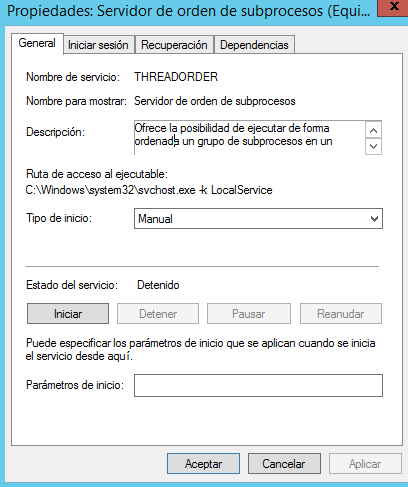 Propiedades: Servidor de orden de subprocesos (Equi...
General Iniciar sesión Recuperación Dependencias
Nombre de servicio: THREADORDER
Nombre para mostrar: Servidor de orden de subprocesos
Descripción: Ofrece la posibilidad de ejecutar de forma
ordenada un grupo de subprocesos en un
Ruta de acceso al ejecutable:
C:\Windows\system32\svchost.exe -k LocalService
Tipo de inicio: Manual
Estado del servicio: Detenido
Iniciar Detener Pausar Reanudar
Puede especificar los parámetros de inicio que se aplican cuando se inicia
el servicio desde aquí.
Parámetros de inicio:
Aceptar Cancelar Aplicar